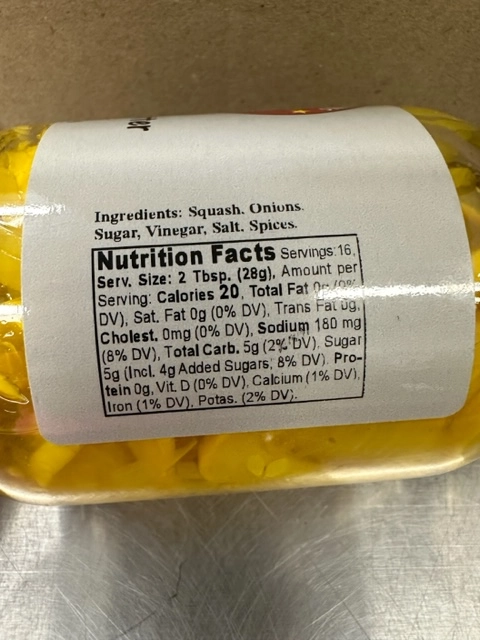 Ingredients: Squash. Onions.
Sugar, Vinegar, Salt. Spices.
Nutrition Facts Servings:16,
Serv. Size: 2 Tbsp. (28g), Amount per
Serving: Calories 20, Total Fat 0g (0%
DV), Sat. Fat 0g (0% DV), Trans Fat 0g,
Cholest. 0mg (0% DV), Sodium 180 mg
(8% DV), Total Carb. 5g (2% DV), Sugar
5g (Incl. 4g Added Sugars, 8% DV). Pro-
tein 0g, Vit. D (0% DV), Calcium (1% DV),
Iron (1% DV), Potas. (2% DV).